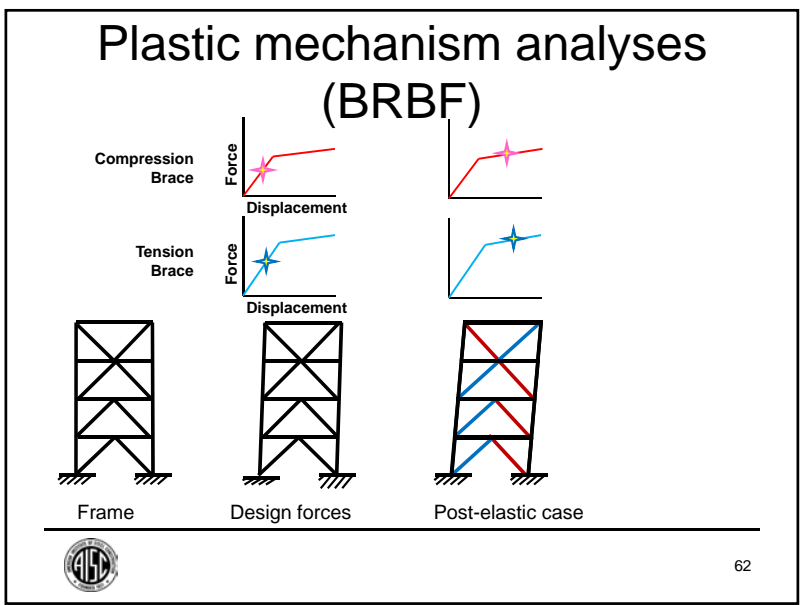 Plastic mechanism analyses
(BRBF)
Compression
Brace
Force
Displacement
Tension
Brace
Force
Displacement
Frame
Design forces
Post-elastic case
AISC
62